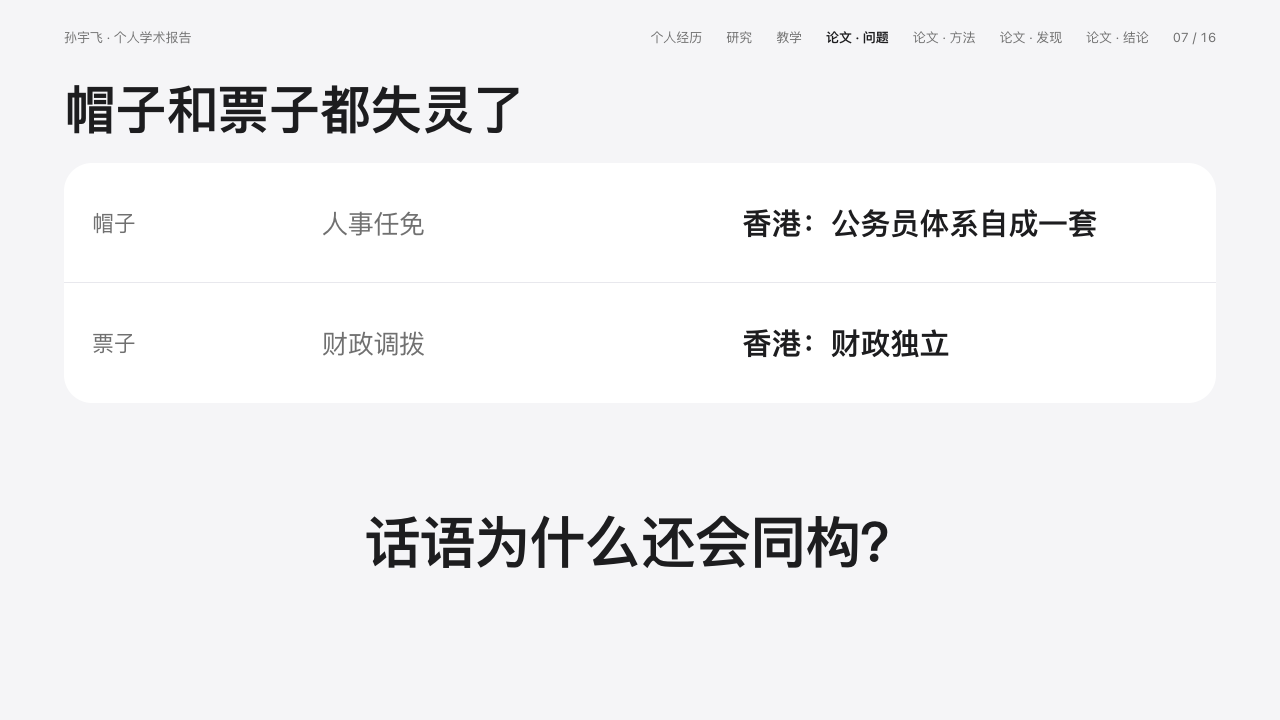 孙宇飞 · 个人学术报告
个人经历 研究 教学 论文 · 问题 论文 · 方法 论文 · 发现 论文 · 结论 07 / 16
帽子和票子都失灵了
帽子 人事任免 香港：公务员体系自成一套
票子 财政调拨 香港：财政独立
话语为什么还会同构?